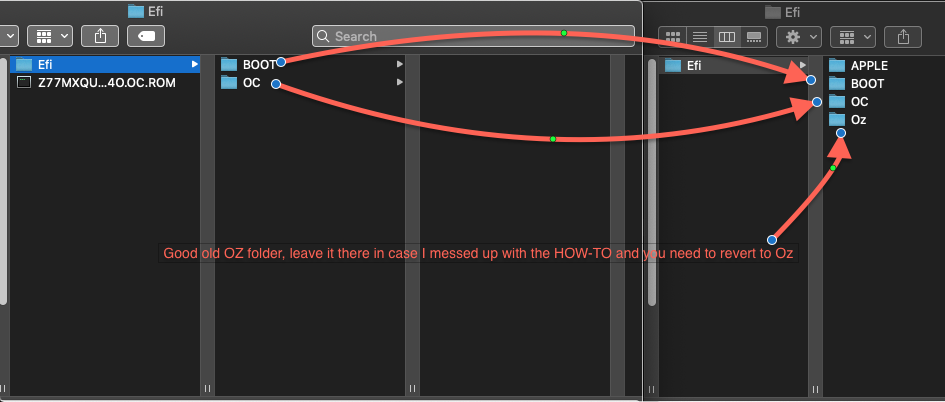 Efi
Efi
Search
Efi
Z77MXQU...4O.OC.ROM
BOOT
OC
Efi
APPLE
BOOT
OC
Oz
Good old OZ folder, leave it there in case I messed up with the HOW-TO and you need to revert to Oz